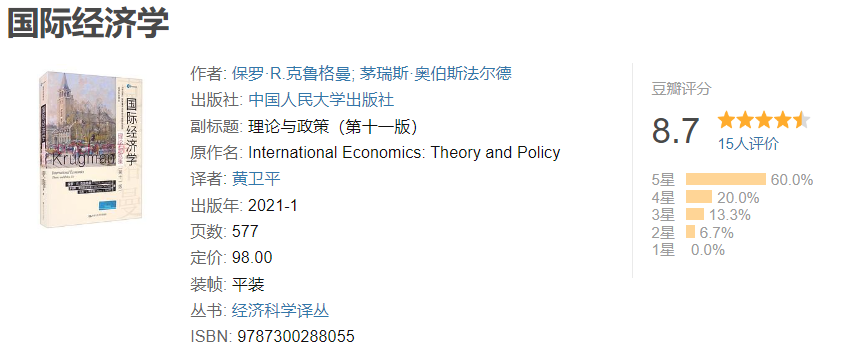 国际经济学
作者: 保罗·R.克鲁格曼; 茅瑞斯·奥伯斯法尔德
出版社: 中国人民大学出版社
副标题: 理论与政策（第十一版）
原作名: International Economics: Theory and Policy
译者: 黄卫平
出版年: 2021-1
页数: 577
定价: 98.00
装帧: 平装
丛书: 经济科学译丛
ISBN: 9787300288055
国际经济学
Krugman
豆瓣评分
8.7
15人评价
5星 60.0%
4星 20.0%
3星 13.3%
2星 6.7%
1星 0.0%